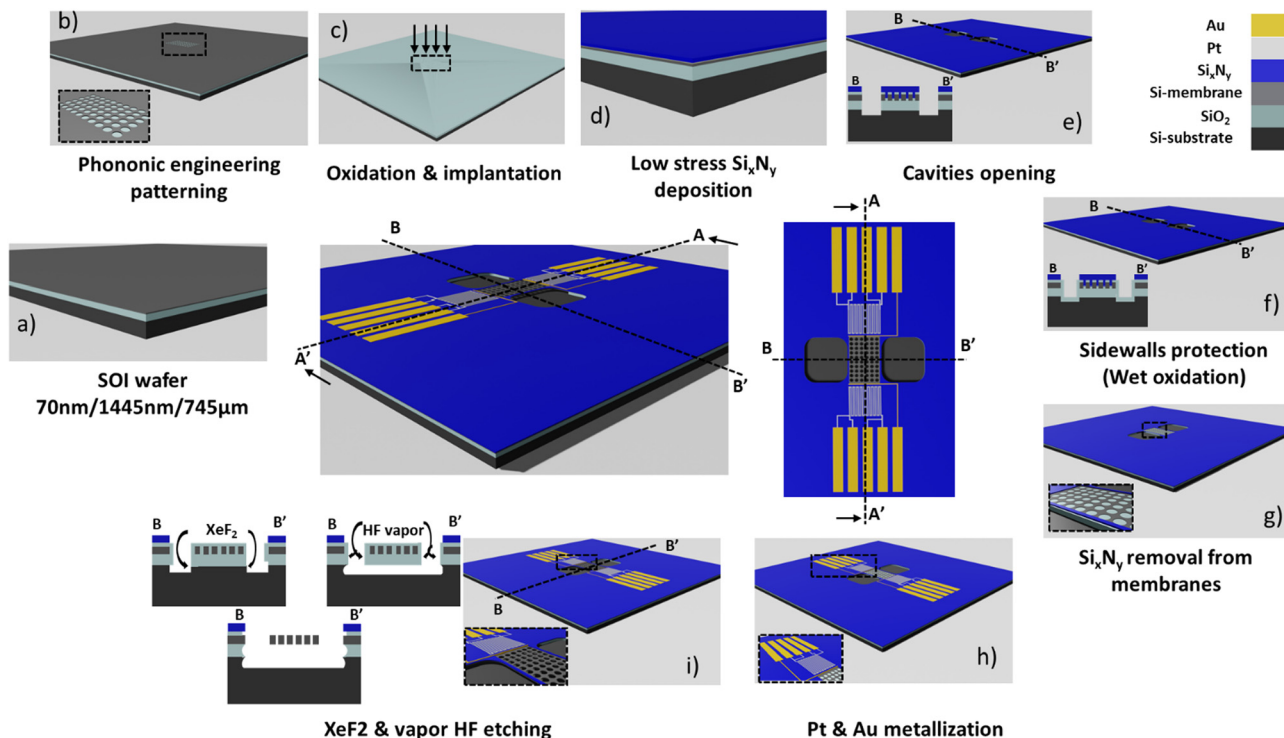 b)
Phononic engineering
patterning
c)
Oxidation & implantation
d)
Low stress SixNy
deposition
B
B'
B
B'
e)
Cavities opening
Au
Pt
SixNy
Si-membrane
SiO2
Si-substrate
a)
SOI wafer
70nm/1445nm/745µm
B
A
A'
B'
A
B
B'
A'
B
B'
B
B'
f)
Sidewalls protection
(Wet oxidation)
g)
SixNy removal from
membranes
B
XeF2
B'
B
HF vapor
B'
B
B'
B'
B
i)
XeF2 & vapor HF etching
h)
Pt & Au metallization